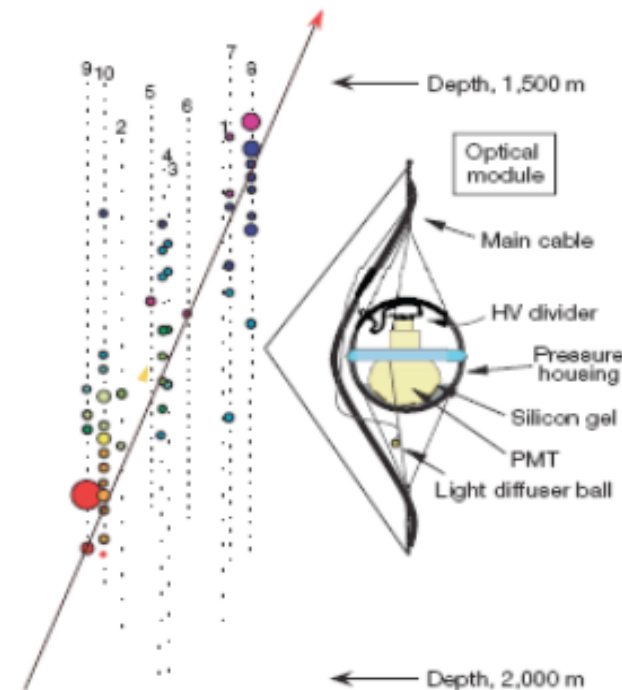 7
8
9
10
5
6
2
1
4
3
Depth, 1,500 m
Optical
module
Main cable
HV divider
Pressure
housing
Silicon gel
PMT
Light diffuser ball
Depth, 2,000 m